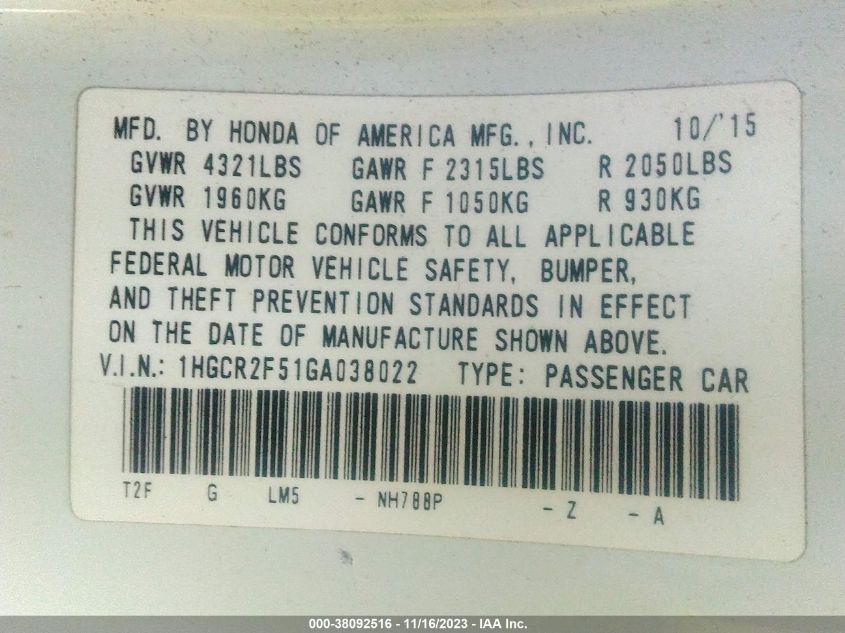 MFD. BY HONDA OF AMERICA MFG., INC. 10/'15
GVWR 4321LBS GAWR F 2315LBS R 2050LBS
GVWR 1960KG GAWR F 1050KG R 930KG
THIS VEHICLE CONFORMS TO ALL APPLICABLE
FEDERAL MOTOR VEHICLE SAFETY, BUMPER,
AND THEFT PREVENTION STANDARDS IN EFFECT
ON THE DATE OF MANUFACTURE SHOWN ABOVE.
V.I.N.: 1HGCR2F51GA038022 TYPE: PASSENGER CAR
T2F G LM5 - NH788P - Z - A
000-38092516 - 11/16/2023 - IAA Inc.